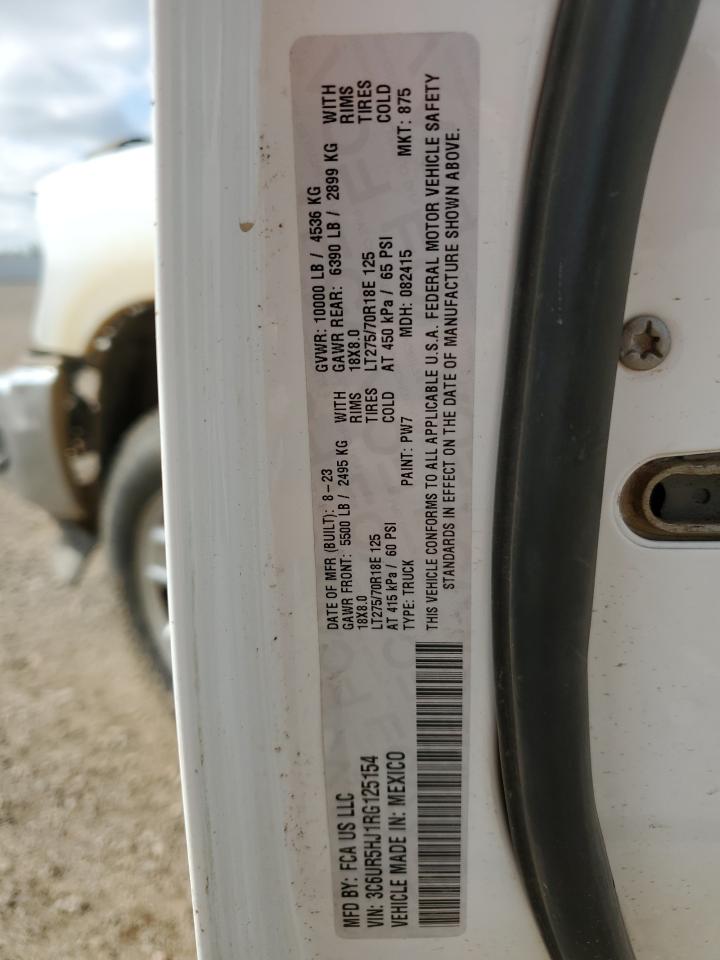 MFD BY: FCA US LLC
VIN: 3C6UR5HJ1RG125154
VEHICLE MADE IN: MEXICO
DATE OF MFR (BUILT): 8-23 GVWR: 10000 LB / 4536 KG
GAWR FRONT: 5500 LB / 2495 KG WITH GAWR REAR: 6390 LB / 2899 KG WITH
18X8.0 RIMS 18X8.0 RIMS
LT275/70R18E 125 TIRES LT275/70R18E 125 TIRES
AT 415 kPa / 60 PSI COLD AT 450 kPa / 65 PSI COLD
TYPE: TRUCK PAINT: PW7 MDH: 082415 MKT: 875
THIS VEHICLE CONFORMS TO ALL APPLICABLE U.S.A. FEDERAL MOTOR VEHICLE SAFETY
STANDARDS IN EFFECT ON THE DATE OF MANUFACTURE SHOWN ABOVE.